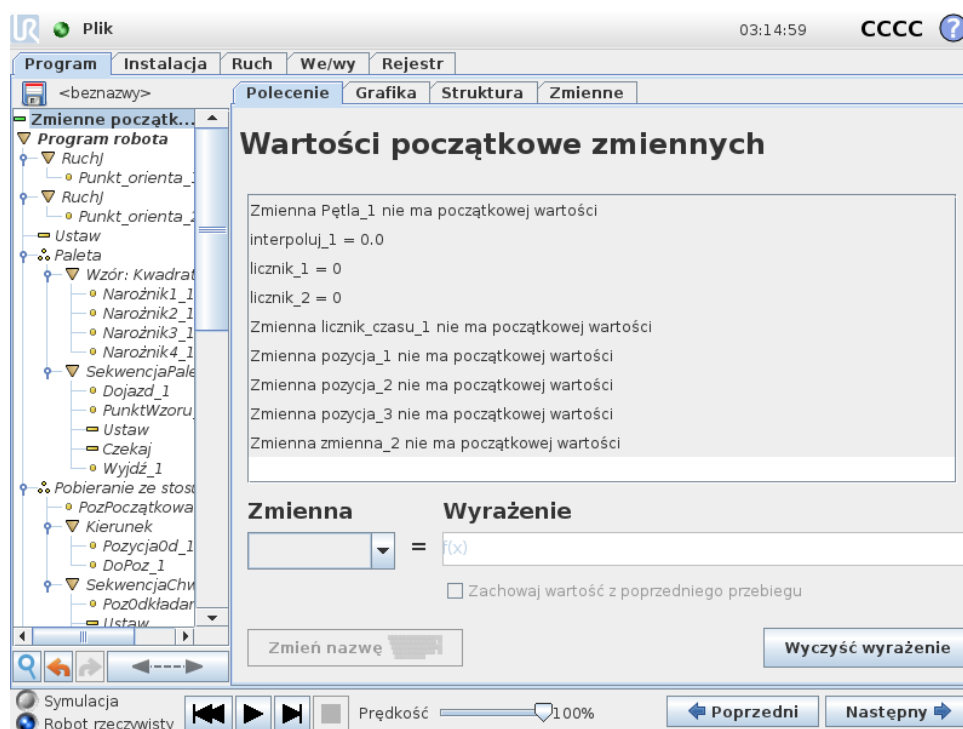 UR Plik 03:14:59 CCCC ?
Program Instalacja Ruch We/wy Rejestr
<beznazwy>
Polecenie Grafika Struktura Zmienne
Zmienne początk...
Program robota
RuchJ
Punkt_orienta_1
RuchJ
Punkt_orienta_2
Ustaw
Paleta
Wzór: Kwadrat
Narożnik1_1
Narożnik2_1
Narożnik3_1
Narożnik4_1
SekwencjaPale
Dojazd_1
PunktWzoru_
Ustaw
Czekaj
Wyjdź_1
Pobieranie ze stosu
PozPoczątkowa
Kierunek
PozycjaOd_1
DoPoz_1
SekwencjaChw
PozOdkładan
Ustaw
Wartości początkowe zmiennych
Zmienna Pętla_1 nie ma początkowej wartości
interpoluj_1 = 0.0
licznik_1 = 0
licznik_2 = 0
Zmienna licznik_czasu_1 nie ma początkowej wartości
Zmienna pozycja_1 nie ma początkowej wartości
Zmienna pozycja_2 nie ma początkowej wartości
Zmienna pozycja_3 nie ma początkowej wartości
Zmienna zmienna_2 nie ma początkowej wartości
Zmienna Wyrażenie
= f(x)
Zachowaj wartość z poprzedniego przebiegu
Zmień nazwę
Wyczyść wyrażenie
Symulacja
Robot rzeczywisty
Prędkość 100%
Poprzedni Następny